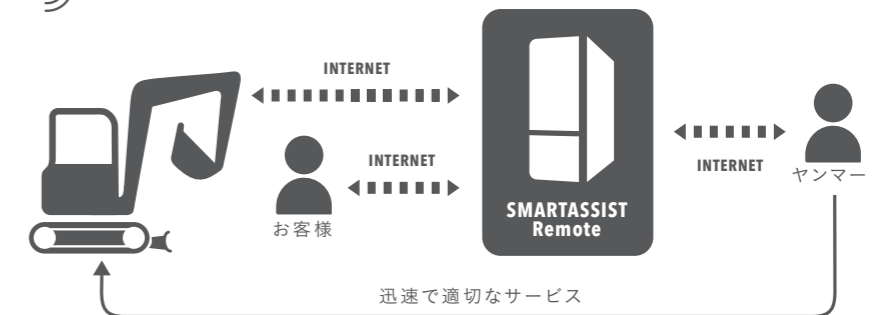 INTERNET
INTERNET
お客様
SMARTASSIST
Remote
INTERNET
ヤンマー
迅速で適切なサービス